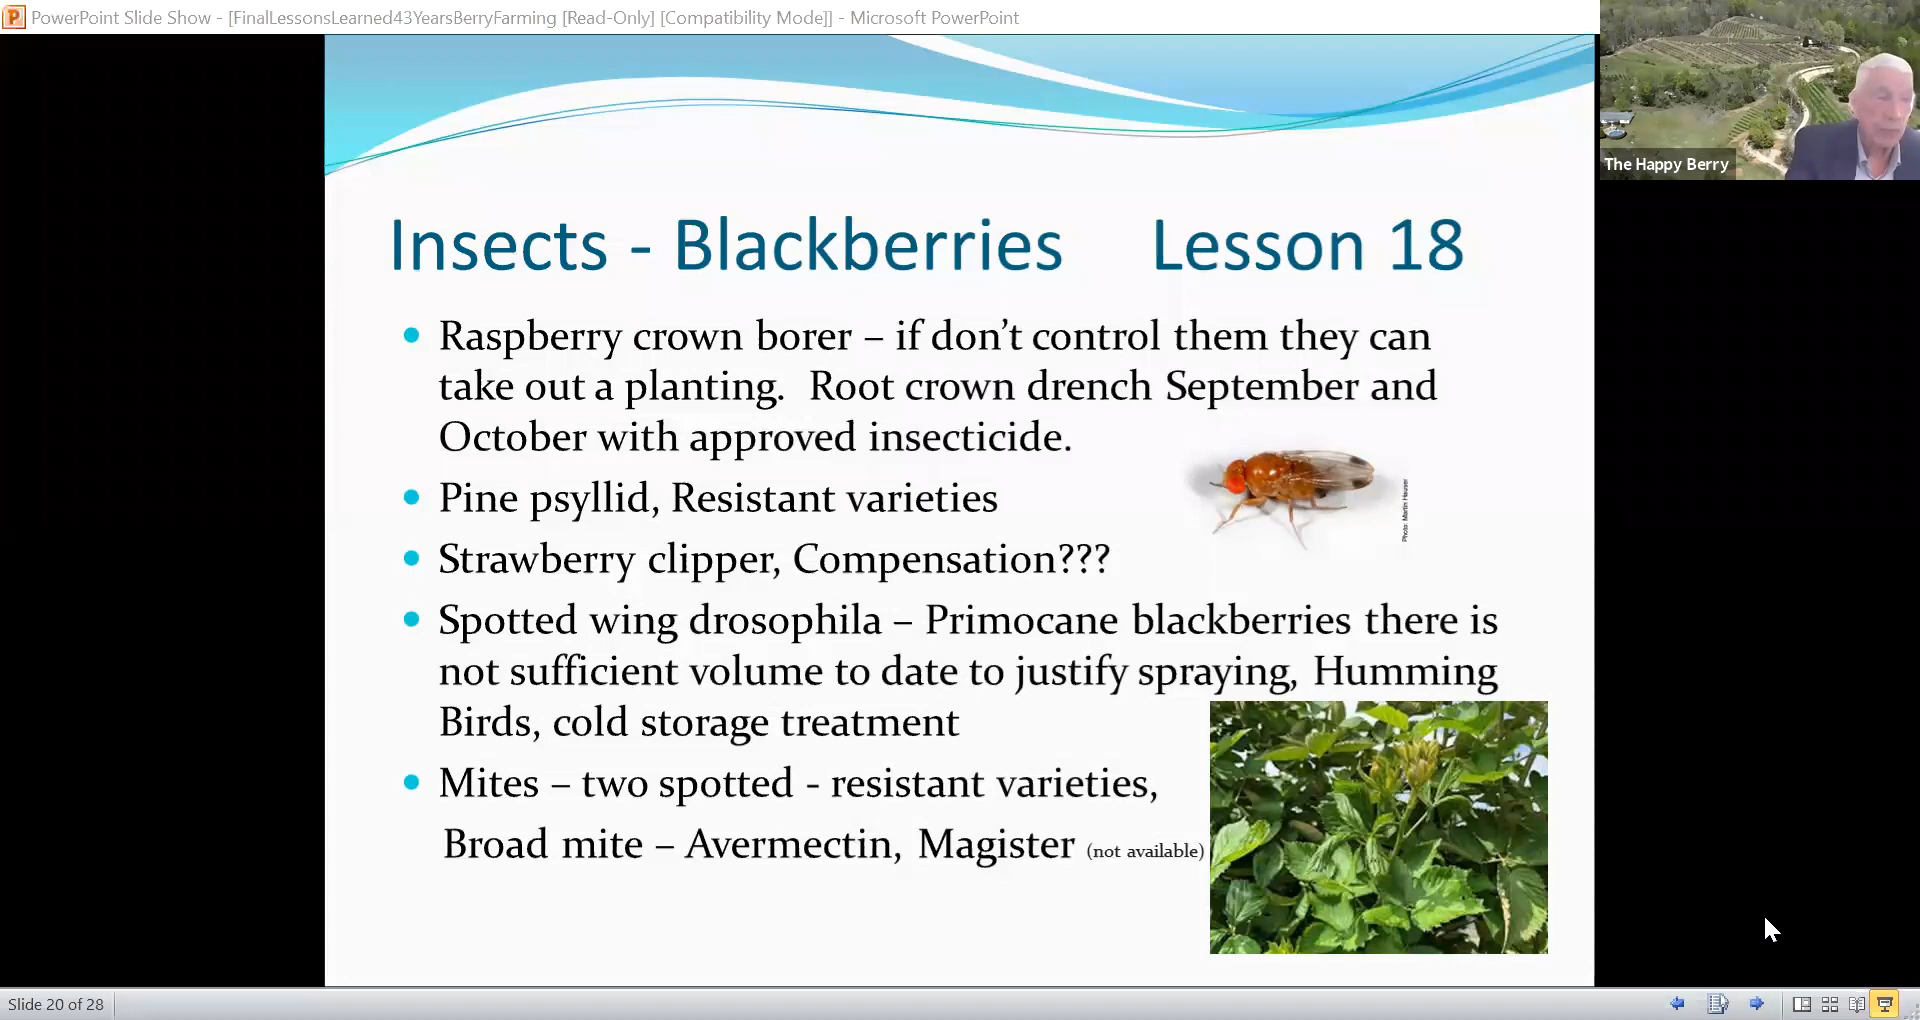 PowerPoint Slide Show - [FinalLessonsLearned43YearsBerryFarming [Read-Only] [Compatibility Mode]] - Microsoft PowerPoint
The Happy Berry
Insects - Blackberries Lesson 18
• Raspberry crown borer – if don’t control them they can
take out a planting. Root crown drench September and
October with approved insecticide.
• Pine psyllid, Resistant varieties
Photo: Martin Hauser
• Strawberry clipper, Compensation???
• Spotted wing drosophila – Primocane blackberries there is
not sufficient volume to date to justify spraying, Humming
Birds, cold storage treatment
• Mites – two spotted - resistant varieties,
Broad mite – Avermectin, Magister (not available)
Slide 20 of 28